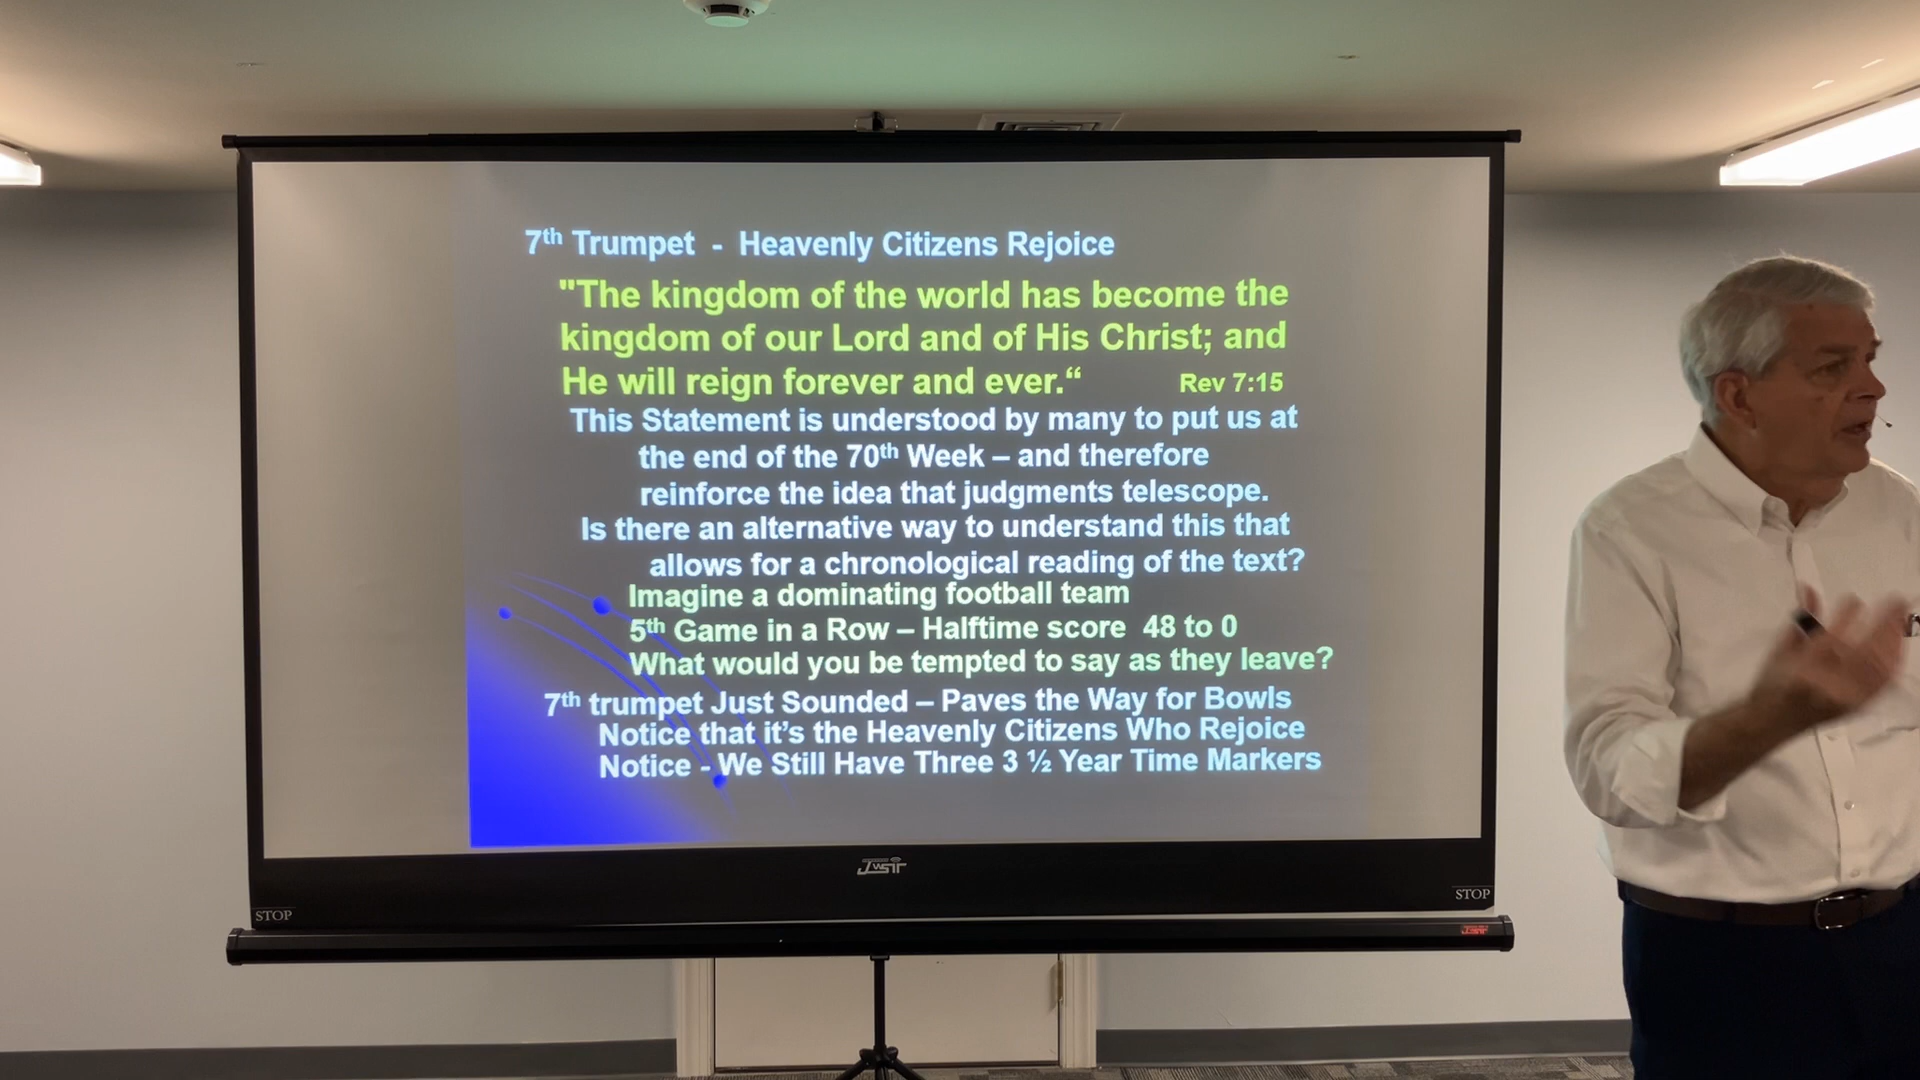 7th Trumpet - Heavenly Citizens Rejoice
"The kingdom of the world has become the
kingdom of our Lord and of His Christ; and
He will reign forever and ever.“ Rev 7:15
This Statement is understood by many to put us at
the end of the 70th Week – and therefore
reinforce the idea that judgments telescope.
Is there an alternative way to understand this that
allows for a chronological reading of the text?
Imagine a dominating football team
5th Game in a Row – Halftime score 48 to 0
What would you be tempted to say as they leave?
7th trumpet Just Sounded – Paves the Way for Bowls
Notice that it’s the Heavenly Citizens Who Rejoice
Notice - We Still Have Three 3 ½ Year Time Markers
JWSIT
STOP
STOP
JWSIT